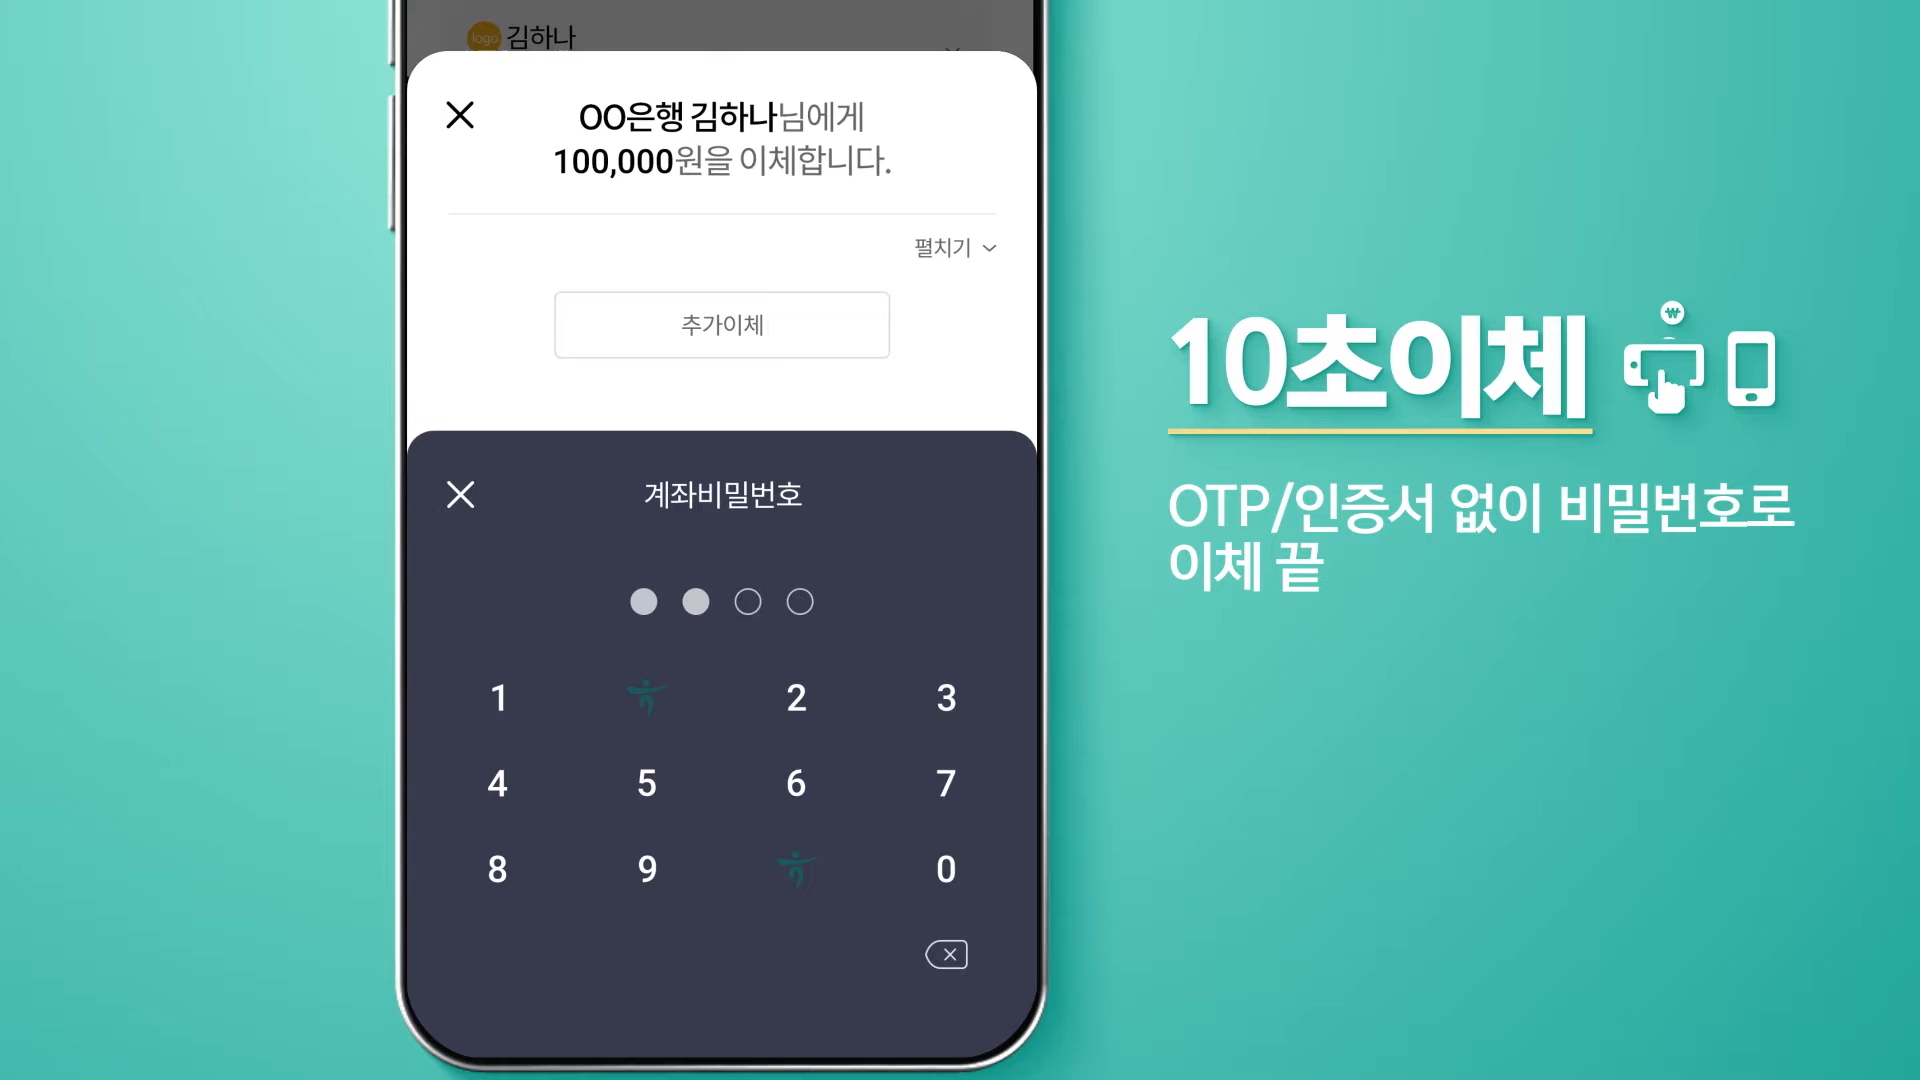 logo 김하나
OO은행 김하나님에게
100,000원을 이체합니다.
펼치기
추가이체
계좌비밀번호
1 2 3
4 5 6 7
8 9 0
10초이체
₩
OTP/인증서 없이 비밀번호로
이체 끝